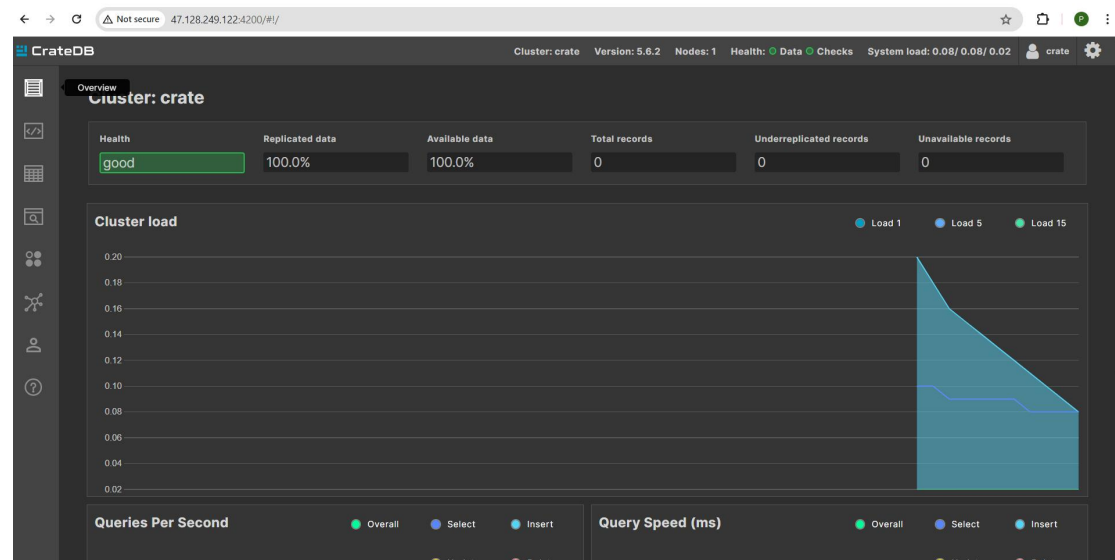 Not secure 47.128.249.122:4200/#!/
P
CrateDB
Cluster: crate Version: 5.6.2 Nodes: 1 Health: Data Checks System load: 0.08/ 0.08/ 0.02 crate
Overview
Cluster: crate
Health Replicated data Available data Total records Underreplicated records Unavailable records
good 100.0% 100.0% 0 0 0
Cluster load Load 1 Load 5 Load 15
0.20
0.18
0.16
0.14
0.12
0.10
0.08
0.06
0.04
0.02
Queries Per Second Overall Select Insert
Query Speed (ms) Overall Select Insert